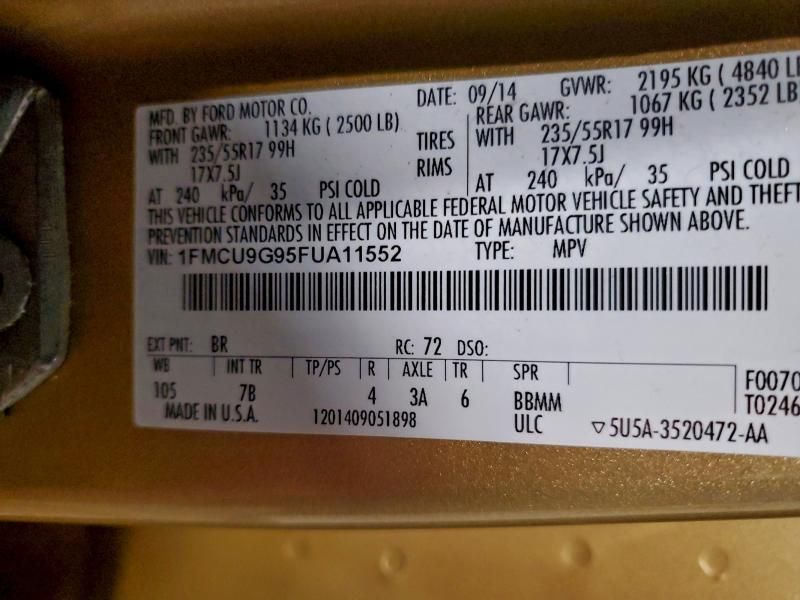 MFD. BY FORD MOTOR CO. DATE: 09/14 GVWR: 2195 KG ( 4840 LB
FRONT GAWR: 1134 KG ( 2500 LB) REAR GAWR: 1067 KG ( 2352 LB
WITH 235/55R17 99H TIRES WITH 235/55R17 99H
17X7.5J RIMS 17X7.5J
AT 240 kPa/ 35 PSI COLD AT 240 kPa/ 35 PSI COLD
THIS VEHICLE CONFORMS TO ALL APPLICABLE FEDERAL MOTOR VEHICLE SAFETY AND THEFT
PREVENTION STANDARDS IN EFFECT ON THE DATE OF MANUFACTURE SHOWN ABOVE.
VIN: 1FMCU9G95FUA11552 TYPE: MPV
EXT PNT: BR RC: 72 DSO:
WB INT TR TP/PS R AXLE TR SPR
105 7B 4 3A 6 BBMM F0070
MADE IN U.S.A. 1201409051898 ULC T0246
▽5U5A-3520472-AA